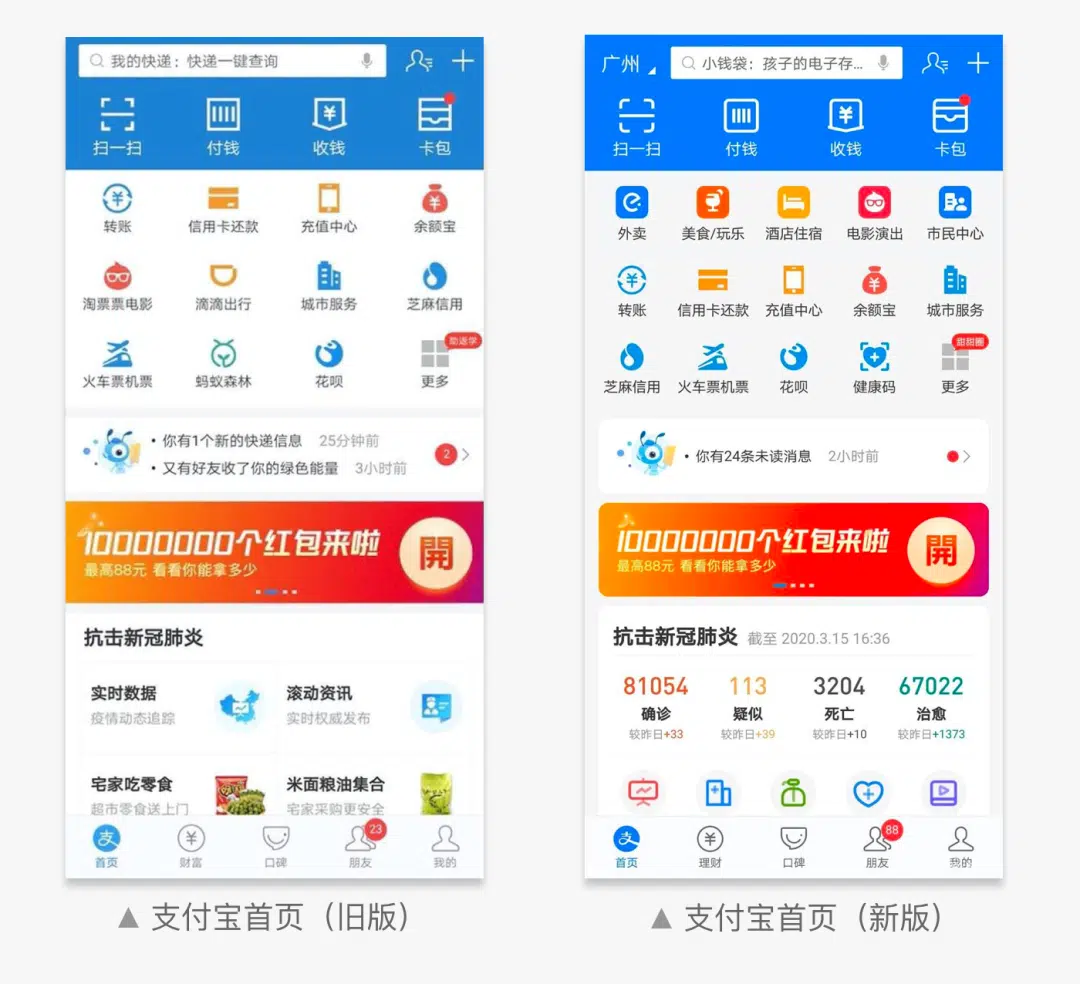 我的快递：快递一键查询
扫一扫 付钱 收钱 卡包
转账 信用卡还款 充值中心 余额宝
淘票票电影 滴滴出行 城市服务 芝麻信用
助返学
火车票机票 蚂蚁森林 花呗 更多
· 你有1个新的快递信息 25分钟前
2
· 又有好友收了你的绿色能量 3小时前
10000000个红包来啦
開
最高88元 看看你能拿多少
抗击新冠肺炎
实时数据 滚动资讯
疫情动态追踪 实时权威发布
宅家吃零食 米面粮油集合
超市零食送上门 宅家采购更安全
支 ¥ 23
首页 财富 口碑 朋友 我的
▲ 支付宝首页（旧版）
广州 小钱袋：孩子的电子存...
扫一扫 付钱 收钱 卡包
外卖 美食/玩乐 酒店住宿 电影演出 市民中心
转账 信用卡还款 充值中心 余额宝 城市服务
甜甜圈
芝麻信用 火车票机票 花呗 健康码 更多
· 你有24条未读消息 2小时前
10000000个红包来啦
開
最高88元 看看你能拿多少
抗击新冠肺炎 截至 2020.3.15 16:36
81054 113 3204 67022
确诊 疑似 死亡 治愈
较昨日+33 较昨日+39 较昨日+10 较昨日+1373
支 ¥ 88
首页 理财 口碑 朋友 我的
▲ 支付宝首页（新版）